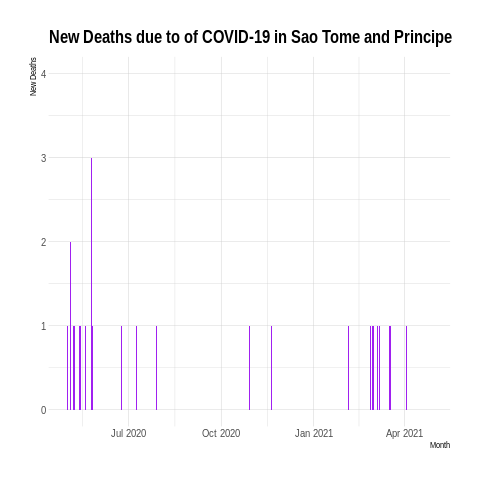 New Deaths due to of COVID-19 in Sao Tome and Principe
New Deaths
4
3
2
1
0
Jul 2020 Oct 2020 Jan 2021 Apr 2021
Month